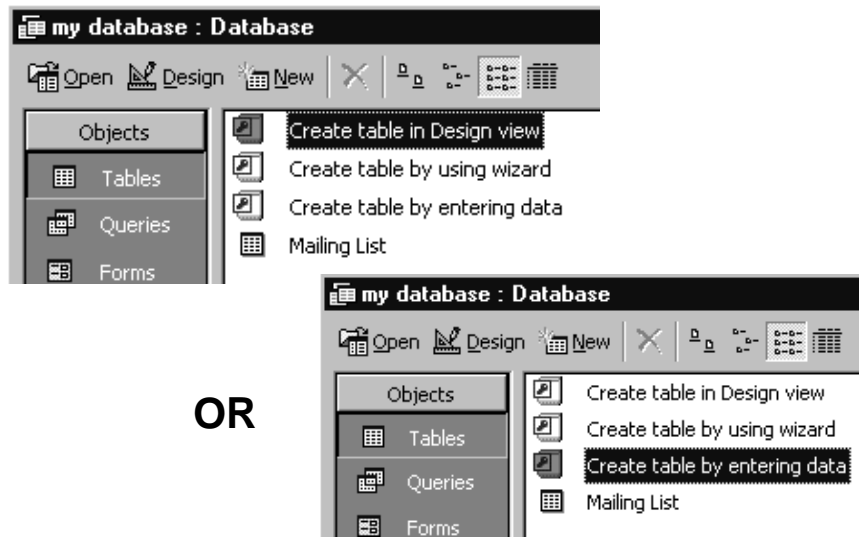 my database : Database
Open Design New
Objects
Create table in Design view
Tables
Create table by using wizard
Queries
Create table by entering data
Forms
Mailing List
OR
my database : Database
Open Design New
Objects
Create table in Design view
Tables
Create table by using wizard
Queries
Create table by entering data
Forms
Mailing List